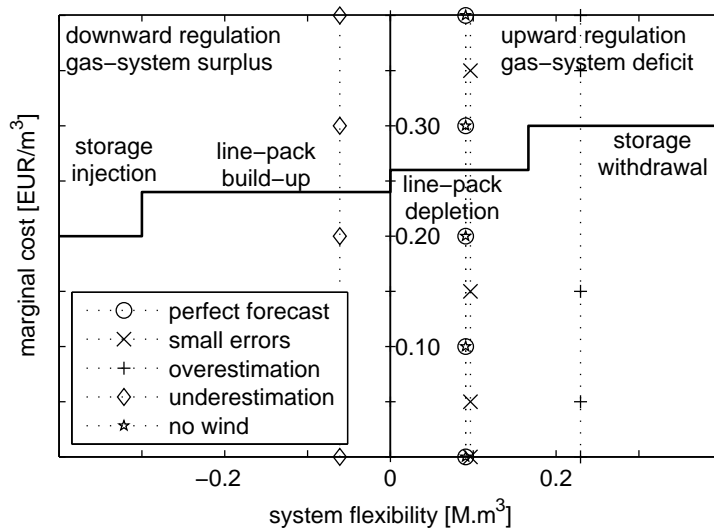 downward regulation
gas-system surplus
upward regulation
gas-system deficit
storage
injection
line-pack
build-up
line-pack
depletion
storage
withdrawal
0.30
0.20
0.10
marginal cost [EUR/m³]
perfect forecast
small errors
overestimation
underestimation
no wind
−0.2
0
0.2
system flexibility [M.m³]